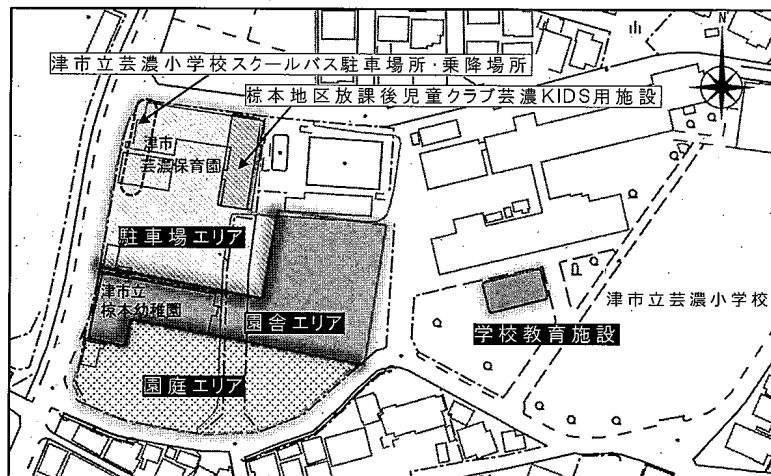 N
津市立芸濃小学校スクールバス駐車場所・乗降場所
椋本地区放課後児童クラブ芸濃KIDS用施設
津市
芸濃保育園
駐車場エリア
津市立
椋本幼稚園
園舎エリア
津市立芸濃小学校
学校教育施設
園庭エリア